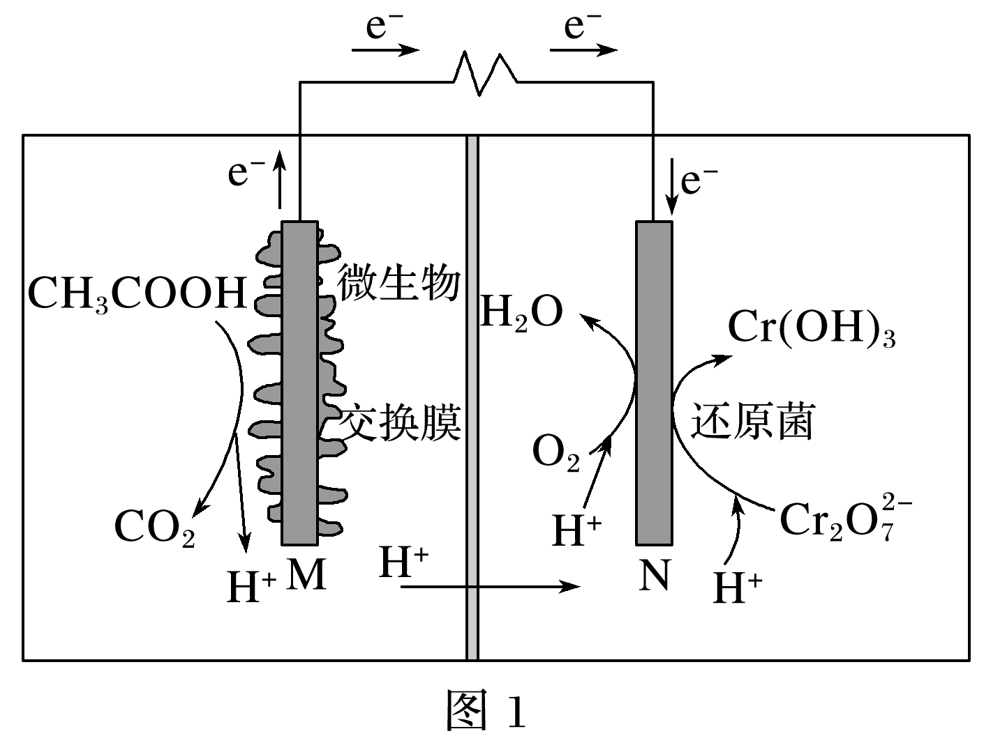 e⁻ e⁻
e⁻ e⁻
微生物
CH₃COOH
H₂O
Cr(OH)₃
交换膜
还原菌
O₂
CO₂
H⁺
Cr₂O₇²⁻
H⁺ M
H⁺
N
H⁺
图 1